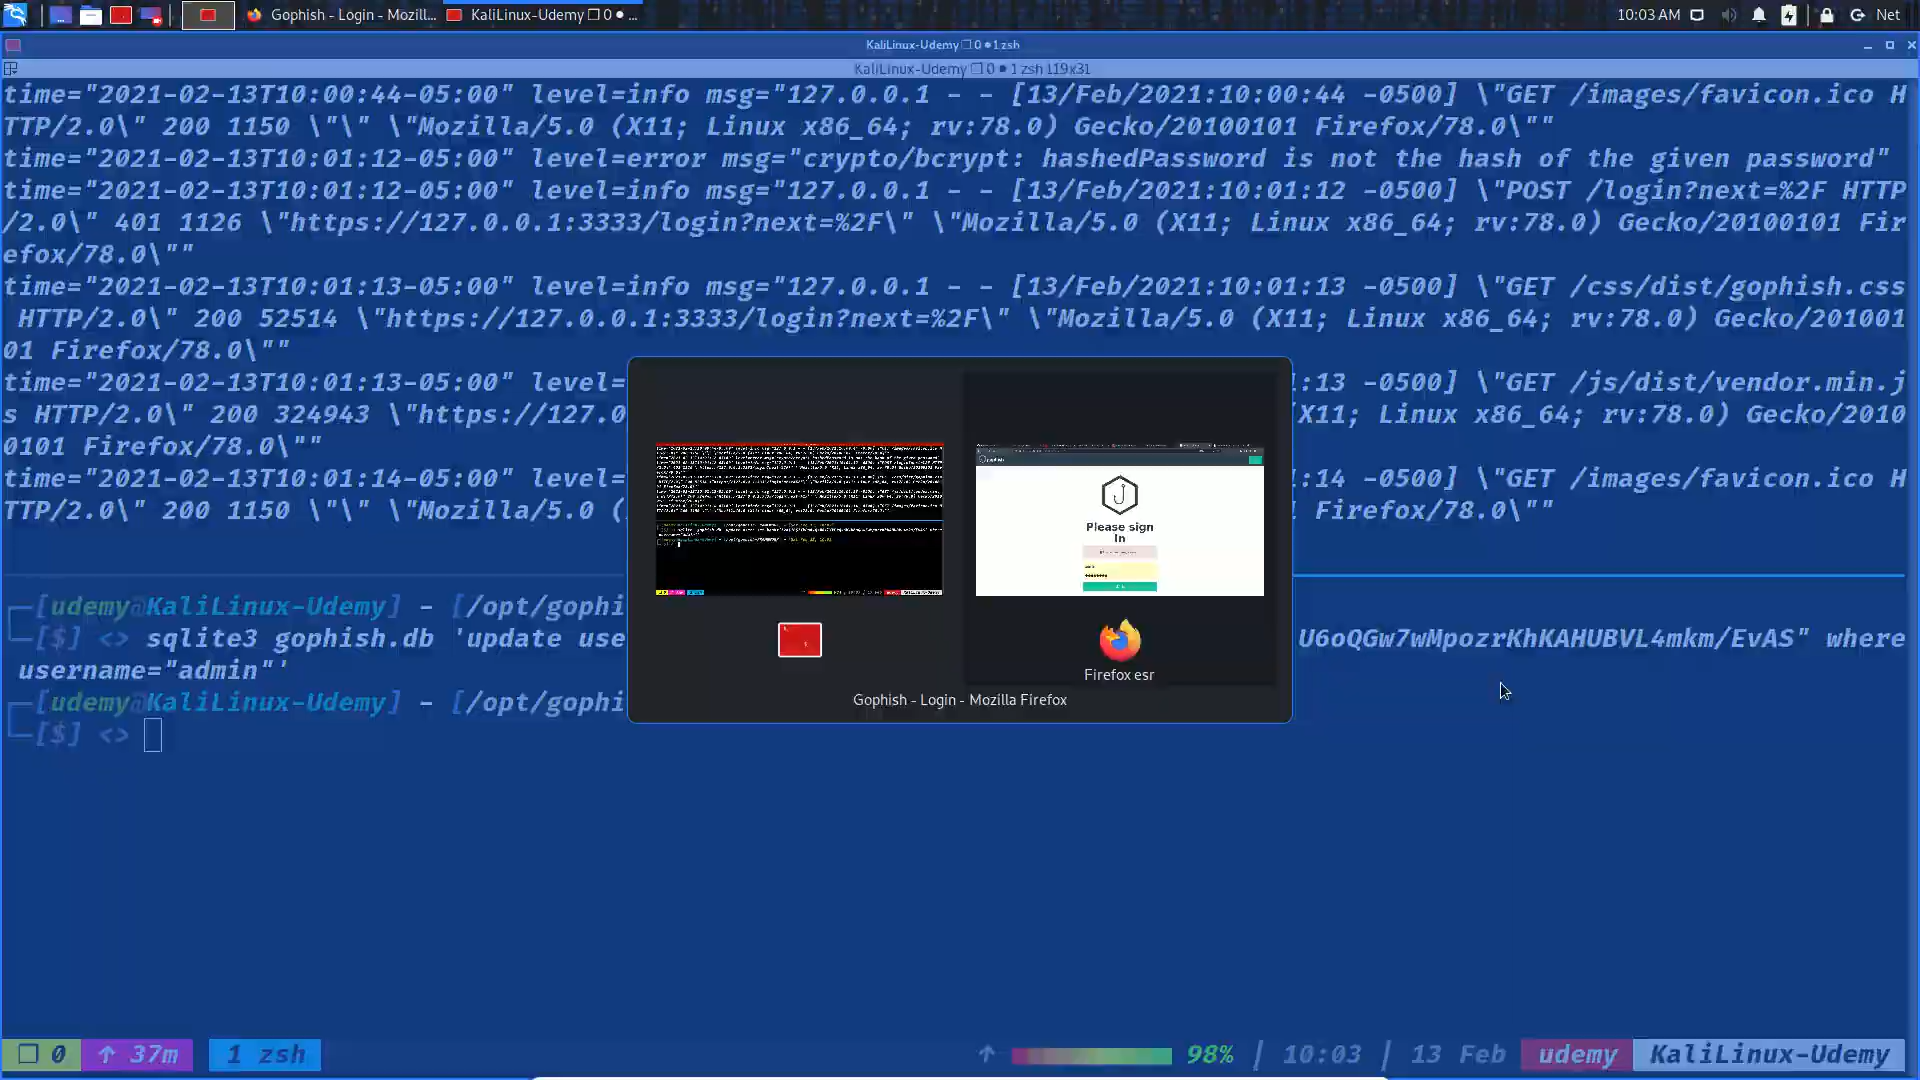 Gophish - Login - Mozill...
KaliLinux-Udemy ❐ 0 ● ...
10:03 AM
Net
KaliLinux-Udemy ❐ 0 ● 1 zsh
KaliLinux-Udemy ❐ 0 ● 1 zsh 119x31
time="2021-02-13T10:00:44-05:00" level=info msg="127.0.0.1 - - [13/Feb/2021:10:00:44 -0500] \"GET /images/favicon.ico H
TTP/2.0\" 200 1150 \"\" \"Mozilla/5.0 (X11; Linux x86_64; rv:78.0) Gecko/20100101 Firefox/78.0\""
time="2021-02-13T10:01:12-05:00" level=error msg="crypto/bcrypt: hashedPassword is not the hash of the given password"
time="2021-02-13T10:01:12-05:00" level=info msg="127.0.0.1 - - [13/Feb/2021:10:01:12 -0500] \"POST /login?next=%2F HTTP
/2.0\" 401 1126 \"https://127.0.0.1:3333/login?next=%2F\" \"Mozilla/5.0 (X11; Linux x86_64; rv:78.0) Gecko/20100101 Fir
efox/78.0\""
time="2021-02-13T10:01:13-05:00" level=info msg="127.0.0.1 - - [13/Feb/2021:10:01:13 -0500] \"GET /css/dist/gophish.css
HTTP/2.0\" 200 52514 \"https://127.0.0.1:3333/login?next=%2F\" \"Mozilla/5.0 (X11; Linux x86_64; rv:78.0) Gecko/201001
01 Firefox/78.0\""
time="2021-02-13T10:01:13-05:00" level= :13 -0500] \"GET /js/dist/vendor.min.j
s HTTP/2.0\" 200 324943 \"https://127.0 X11; Linux x86_64; rv:78.0) Gecko/2010
0101 Firefox/78.0\""
time="2021-02-13T10:01:14-05:00" level= :14 -0500] \"GET /images/favicon.ico H
TTP/2.0\" 200 1150 \"\" \"Mozilla/5.0 ( Firefox/78.0\""
Please sign
in
Firefox esr
Gophish - Login - Mozilla Firefox
[udemy@KaliLinux-Udemy] - [/opt/gophi
[$] <> sqlite3 gophish.db 'update use U6oQGw7wMpozrKhKAHUBVL4mkm/EvAS" where
username="admin"'
[udemy@KaliLinux-Udemy] - [/opt/gophi
[$] <>
❐ 0 ↑ 37m 1 zsh
↑ 98% | 10:03 | 13 Feb udemy KaliLinux-Udemy